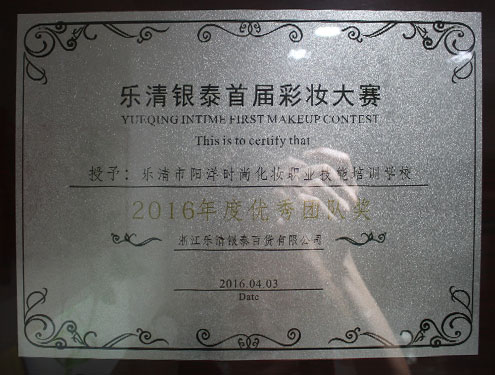 乐清银泰首届彩妆大赛
YUEQING INTIME FIRST MAKEUP CONTEST
This is to certify that
授予：乐清市阳洋时尚化妆职业技能培训学校
2016年度优秀团队奖
浙江乐清银泰百货有限公司
2016.04.03
Date